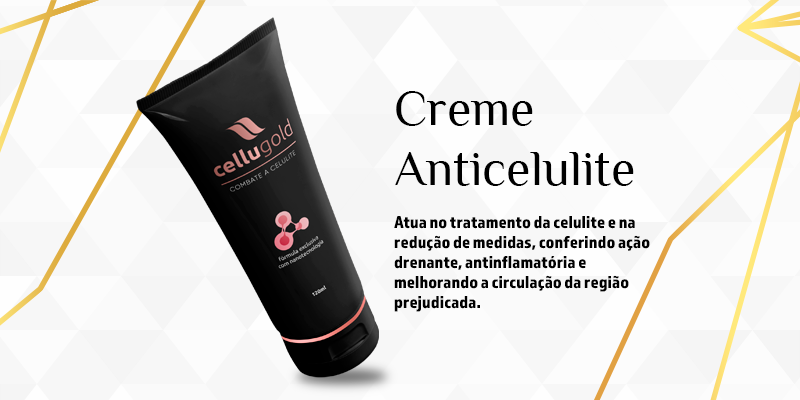 cellugold
COMBATE A CELULITE
fórmula exclusiva
com nanotecnologia
120ml
Creme
Anticelulite
Atua no tratamento da celulite e na
redução de medidas, conferindo ação
drenante, antinflamatória e
melhorando a circulação da região
prejudicada.